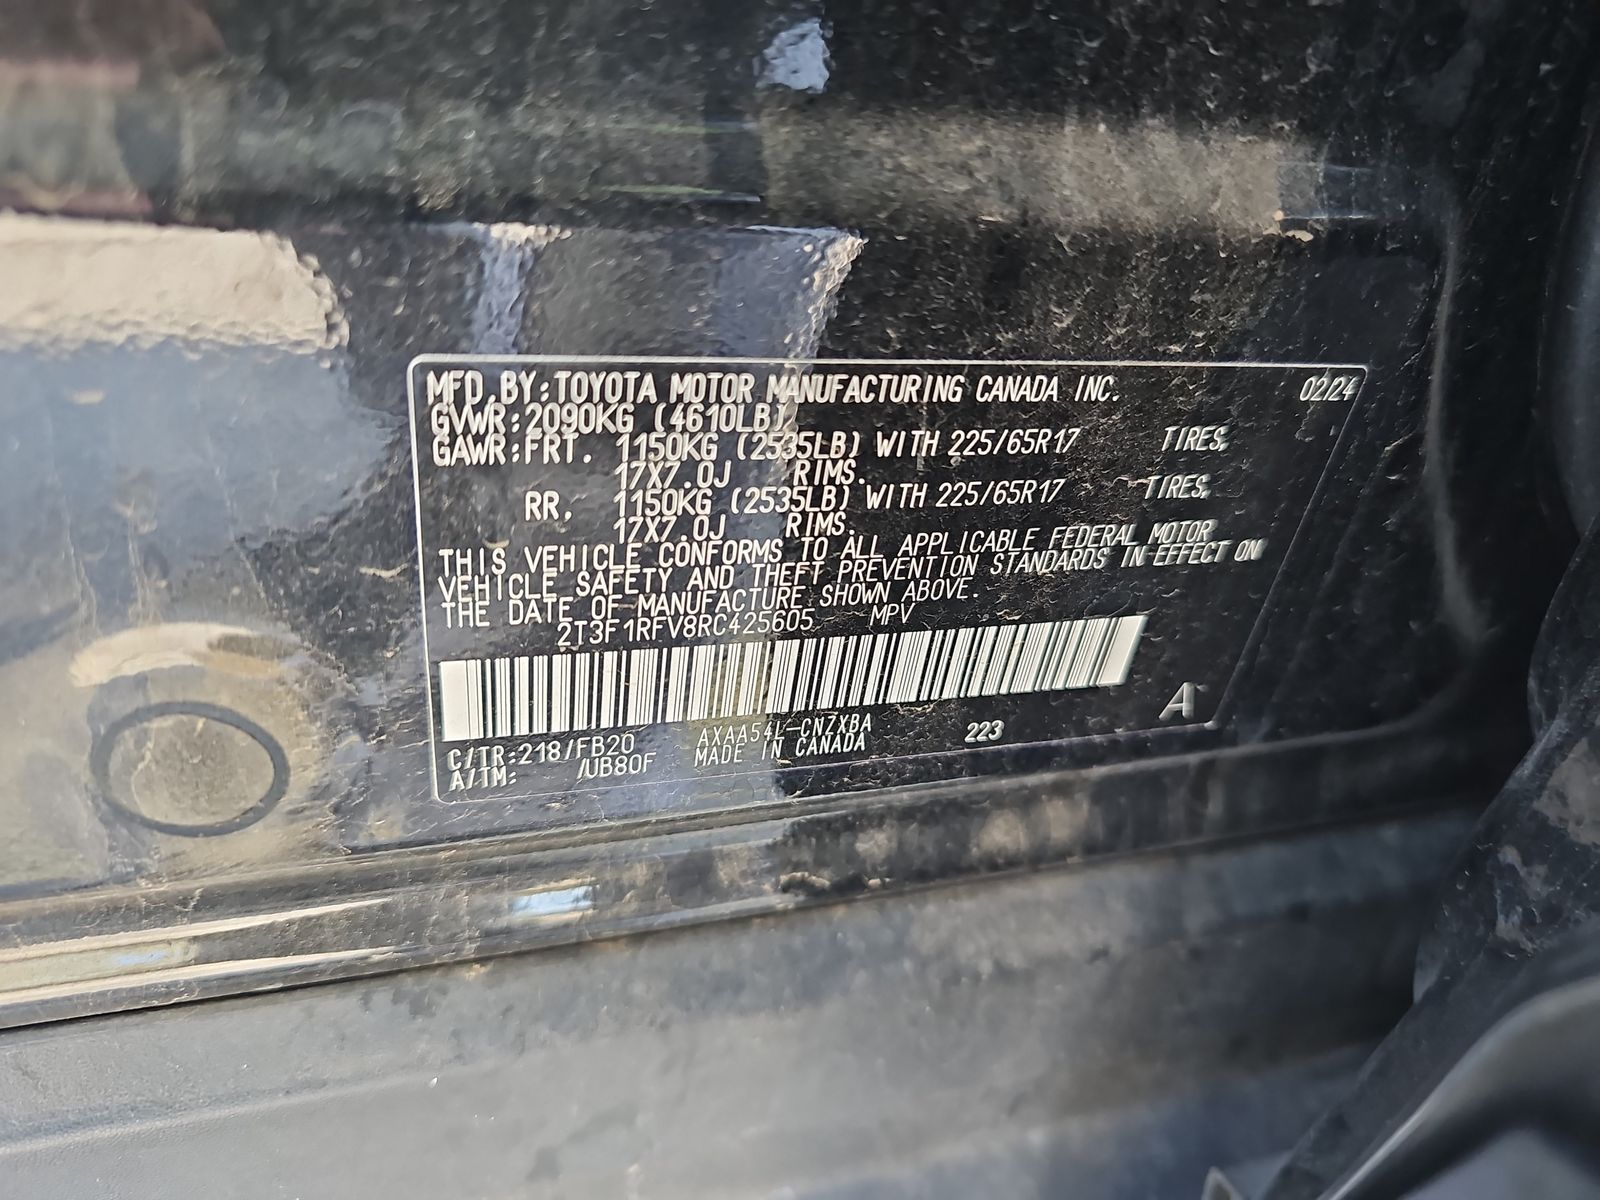 MFD.BY:TOYOTA MOTOR MANUFACTURING CANADA INC. 02/24
GVWR:2090KG (4610LB)
GAWR:FRT. 1150KG (2535LB) WITH 225/65R17 TIRES,
17X7.0J RIMS.
RR, 1150KG (2535LB) WITH 225/65R17 TIRES,
17X7.0J RIMS.
THIS VEHICLE CONFORMS TO ALL APPLICABLE FEDERAL MOTOR
VEHICLE SAFETY AND THEFT PREVENTION STANDARDS IN EFFECT ON
THE DATE OF MANUFACTURE SHOWN ABOVE.
2T3F1RFV8RC425605 MPV
C/TR:218/FB20 AXAA54L-CNZXBA 223 A
A/TM: /UB80F MADE IN CANADA